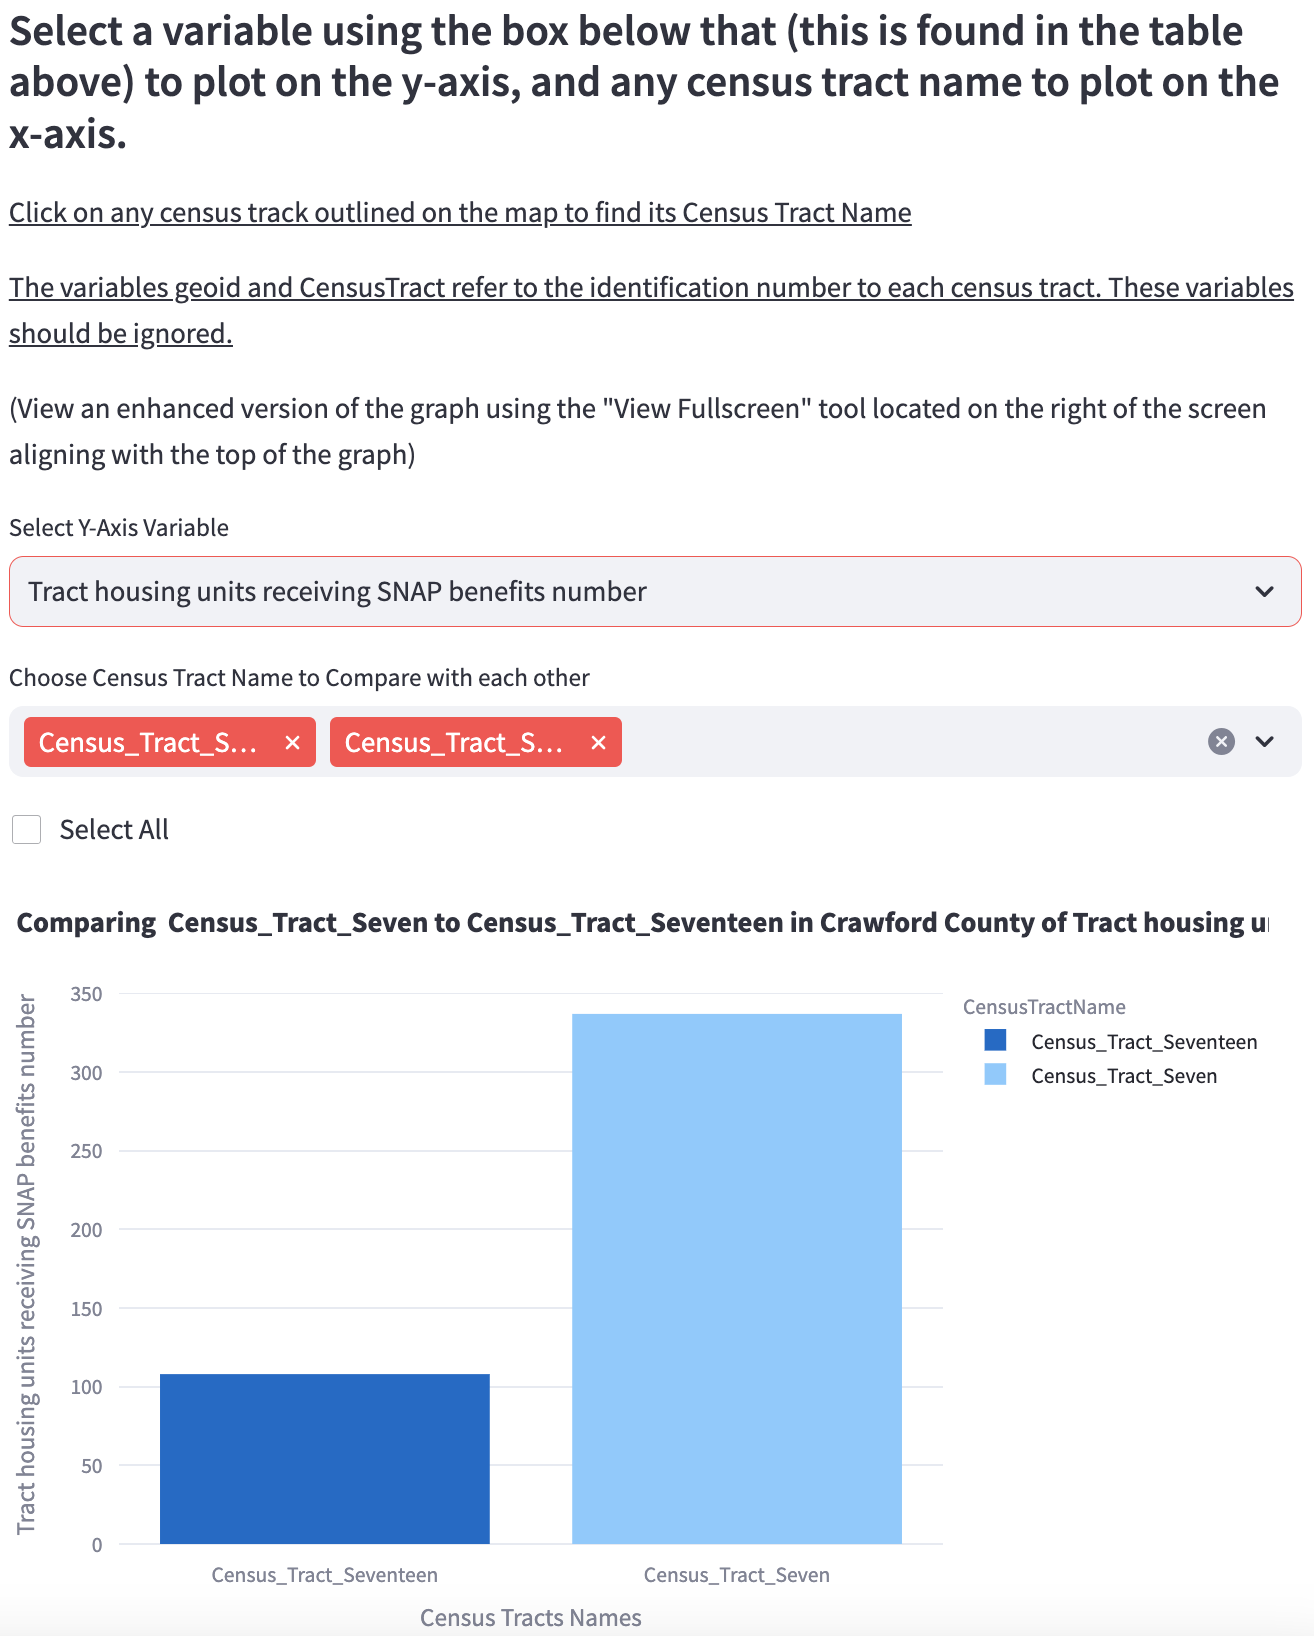 Select a variable using the box below that (this is found in the table
above) to plot on the y-axis, and any census tract name to plot on the
x-axis.
Click on any census track outlined on the map to find its Census Tract Name
The variables geoid and CensusTract refer to the identification number to each census tract. These variables
should be ignored.
(View an enhanced version of the graph using the "View Fullscreen" tool located on the right of the screen
aligning with the top of the graph)
Select Y-Axis Variable
Tract housing units receiving SNAP benefits number
Choose Census Tract Name to Compare with each other
Census_Tract_S... × Census_Tract_S... ×
Select All
Comparing Census_Tract_Seven to Census_Tract_Seventeen in Crawford County of Tract housing
Tract housing units receiving SNAP benefits number
350
300
250
200
150
100
50
0
Census_Tract_Seventeen
Census_Tract_Seven
Census Tracts Names
CensusTractName
Census_Tract_Seventeen
Census_Tract_Seven